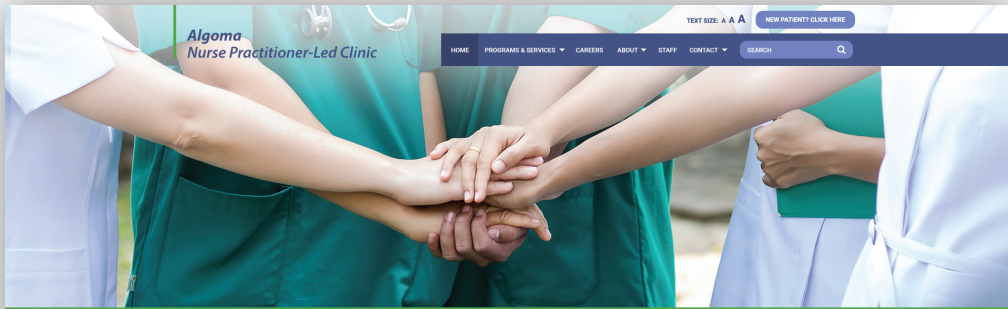 Algoma
Nurse Practitioner-Led Clinic
TEXT SIZE: A A A
NEW PATIENT? CLICK HERE
HOME PROGRAMS & SERVICES CAREERS ABOUT STAFF CONTACT SEARCH